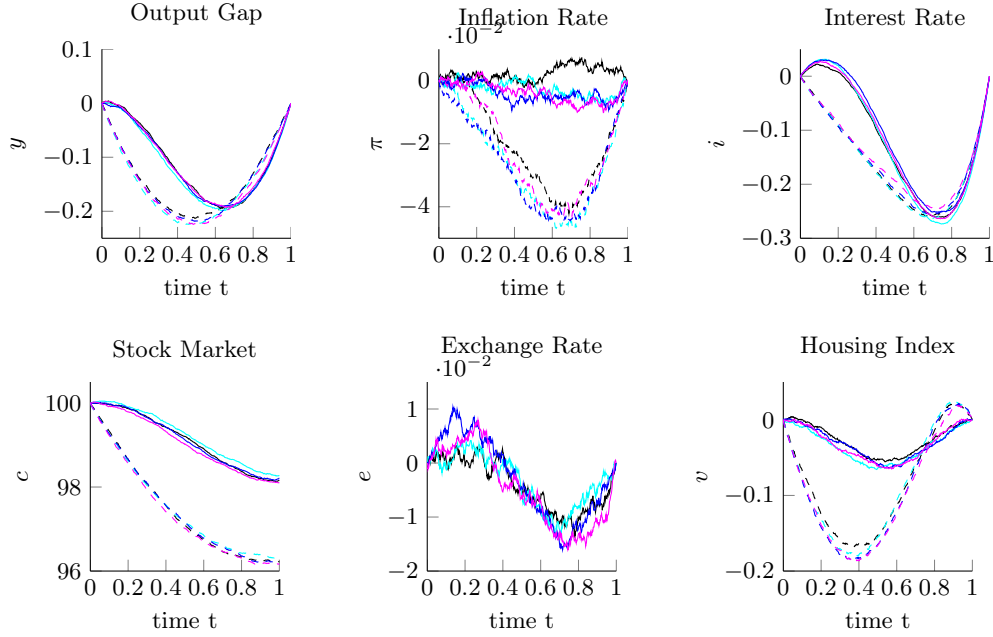 Output Gap
0.1
0
−0.1
−0.2
y
0 0.2 0.4 0.6 0.8 1
time t
Inflation Rate
·10−2
0
−2
−4
π
0 0.2 0.4 0.6 0.8 1
time t
Interest Rate
0
−0.1
−0.2
−0.3
i
0 0.2 0.4 0.6 0.8 1
time t
Stock Market
100
98
96
c
0 0.2 0.4 0.6 0.8 1
time t
Exchange Rate
·10−2
1
0
−1
−2
e
0 0.2 0.4 0.6 0.8 1
time t
Housing Index
0
−0.1
−0.2
v
0 0.2 0.4 0.6 0.8 1
time t